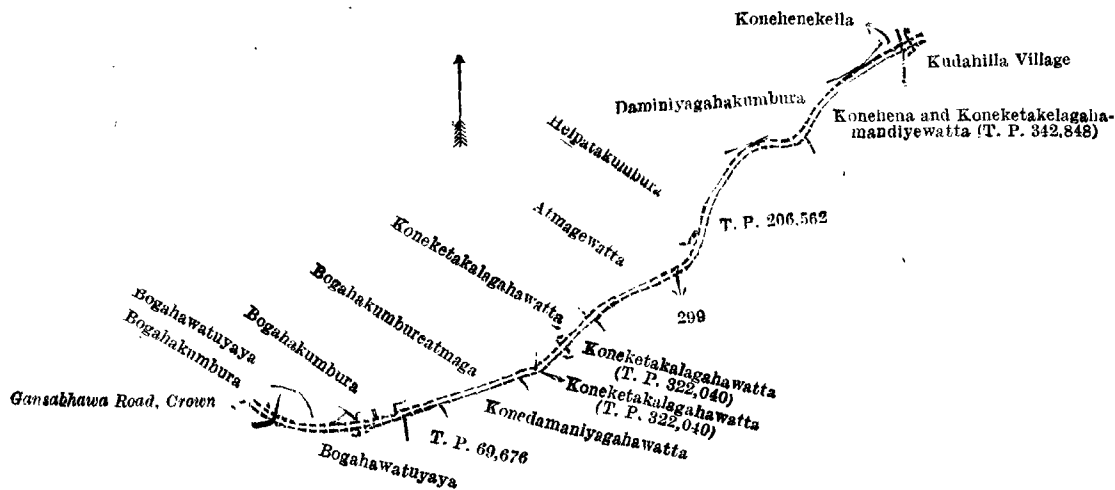 Konehenekella
Kudahilla Village
Daminiyagahakumbura
Konehena and Koneketakelagaha-
mandiyewatta (T. P. 342,848)
Helpatakumbura
T. P. 206,562
Atmagewatta
Koneketakalagahawatta
299
Bogahakumbureatmaga
Koneketakalagahawatta
(T. P. 322,040)
Koneketakalagahawatta
(T. P. 322,040)
Bogahawatuyaya
Bogahakumbura
Bogahakumbura
Gansabhawa Road, Crown
Konedamaniyagahawatta
T. P. 69,676
Bogahawatuyaya